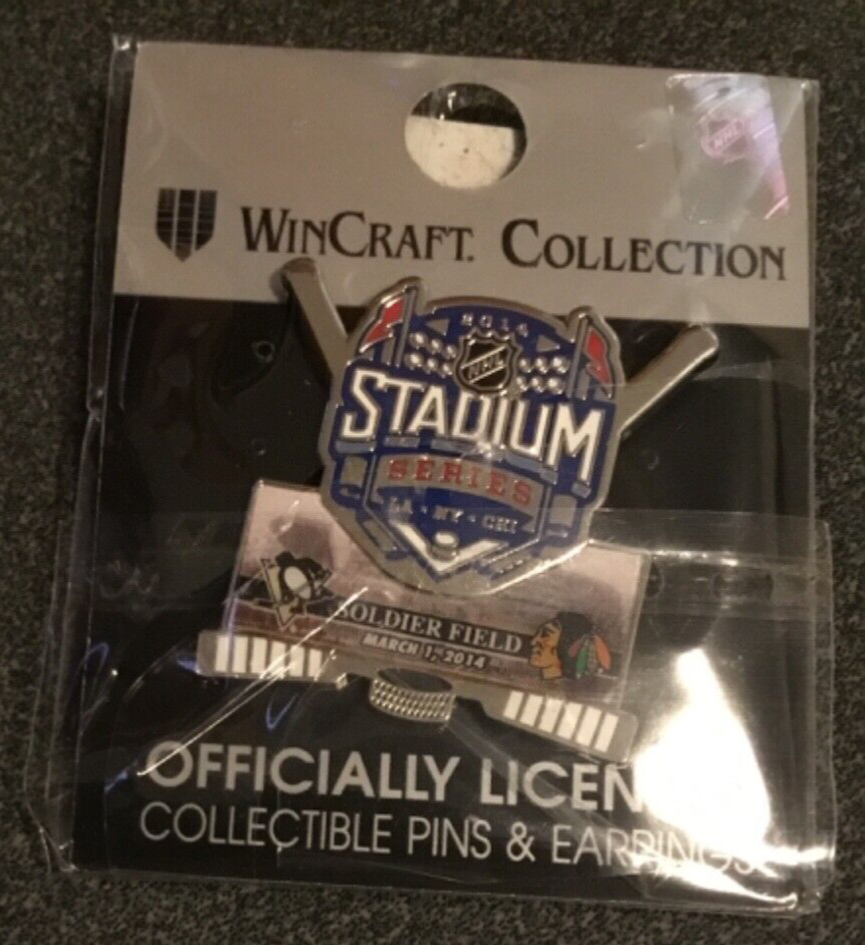 NHL
WINCRAFT. COLLECTION
2014
NHL
STADIUM
SERIES
LA • NY • CHI
SOLDIER FIELD
MARCH 1, 2014
OFFICIALLY LICEN
COLLECTIBLE PINS & EARRINGS